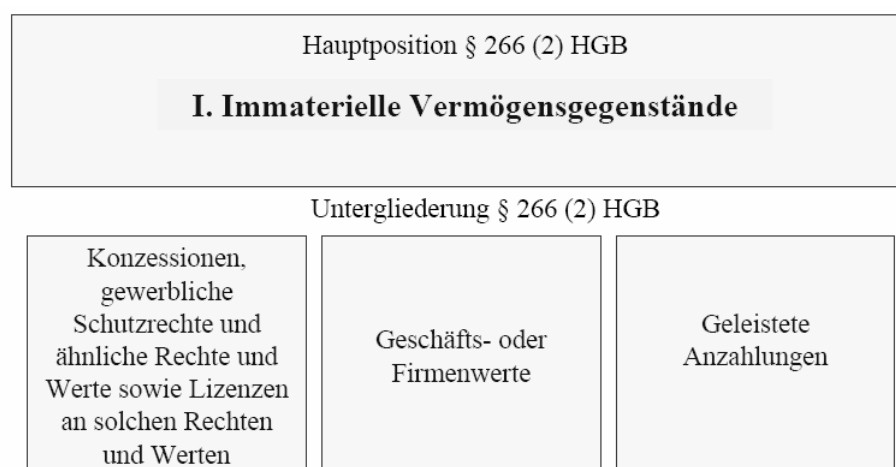 Hauptposition § 266 (2) HGB
I. Immaterielle Vermögensgegenstände
Untergliederung § 266 (2) HGB
Konzessionen,
gewerbliche
Schutzrechte und
ähnliche Rechte und
Werte sowie Lizenzen
an solchen Rechten
und Werten
Geschäfts- oder
Firmenwerte
Geleistete
Anzahlungen